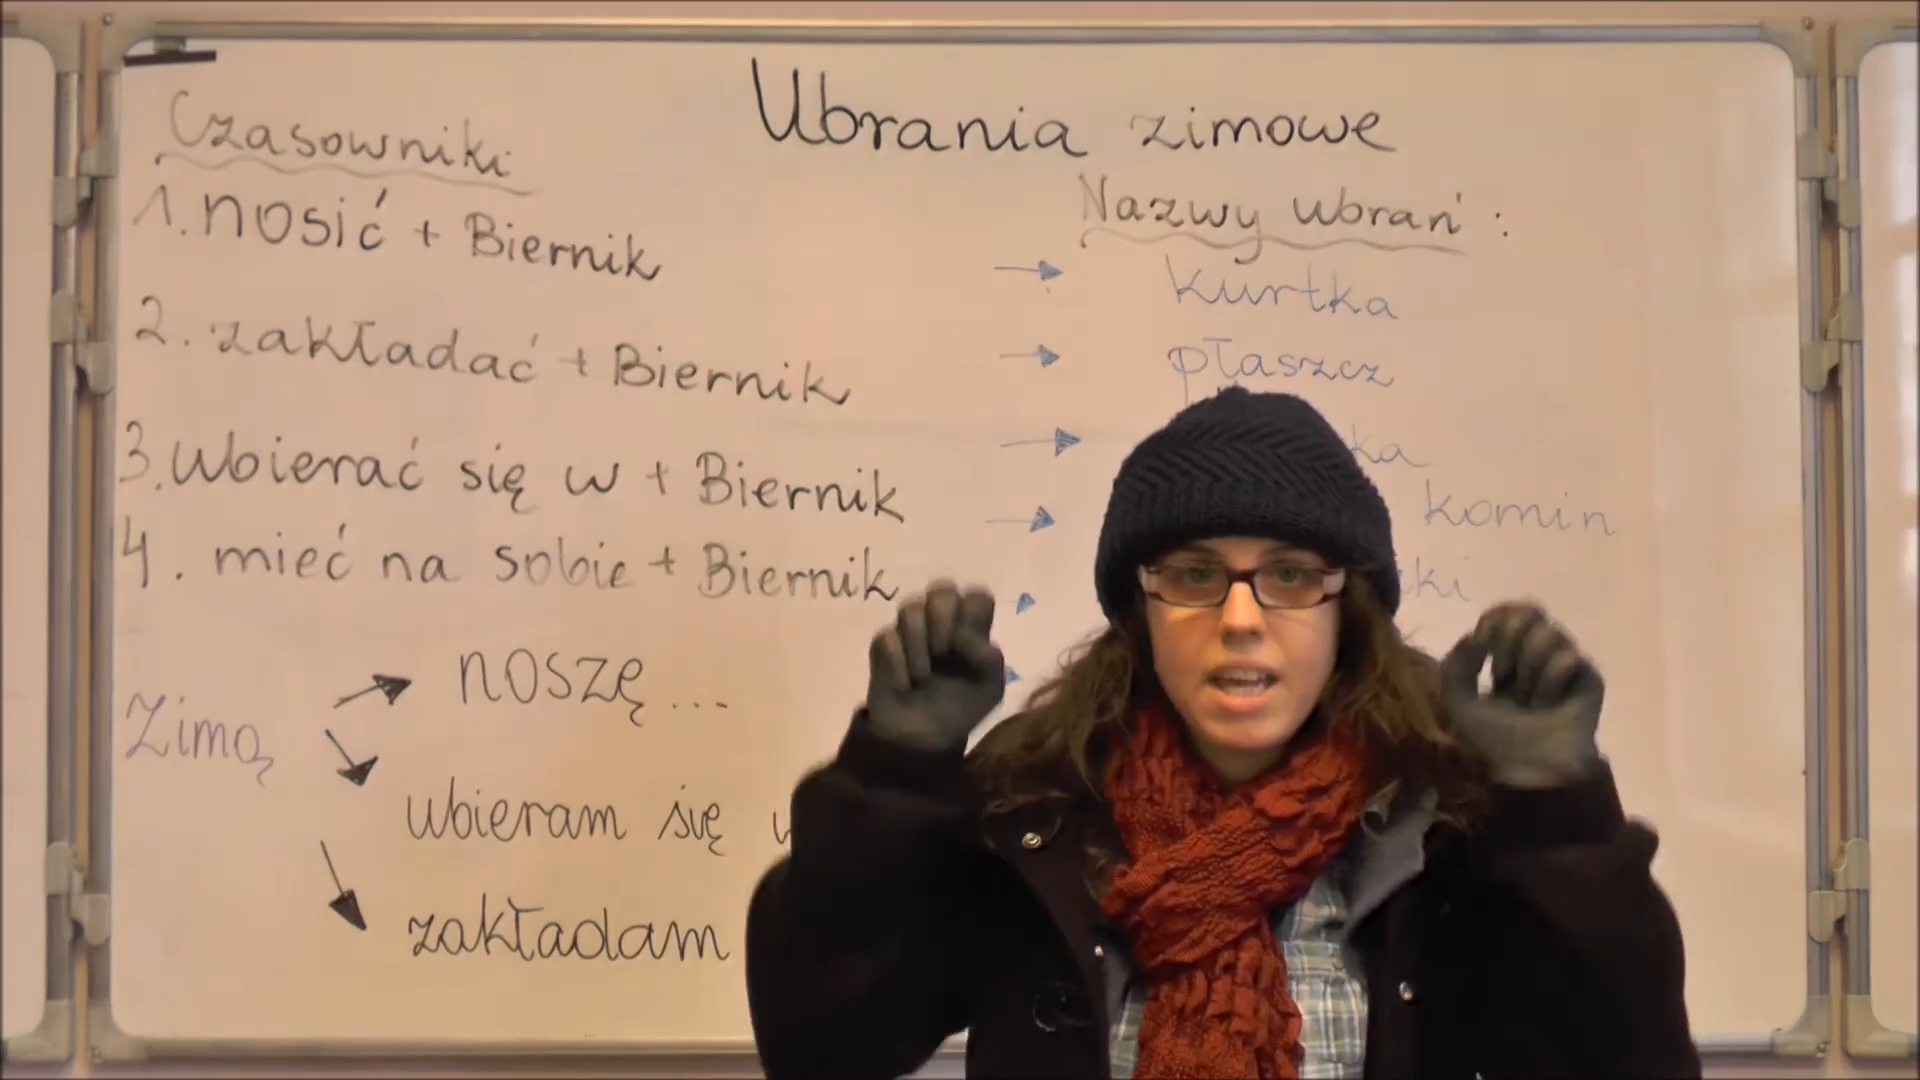 Ubrania zimowe
Czasowniki
1. nosić + Biernik
2. zakładać + Biernik
3. ubierać się w + Biernik
4. mieć na sobie + Biernik
Zimą
noszę...
ubieram się
zakładam
Nazwy ubrań:
kurtka
płaszcz
komin